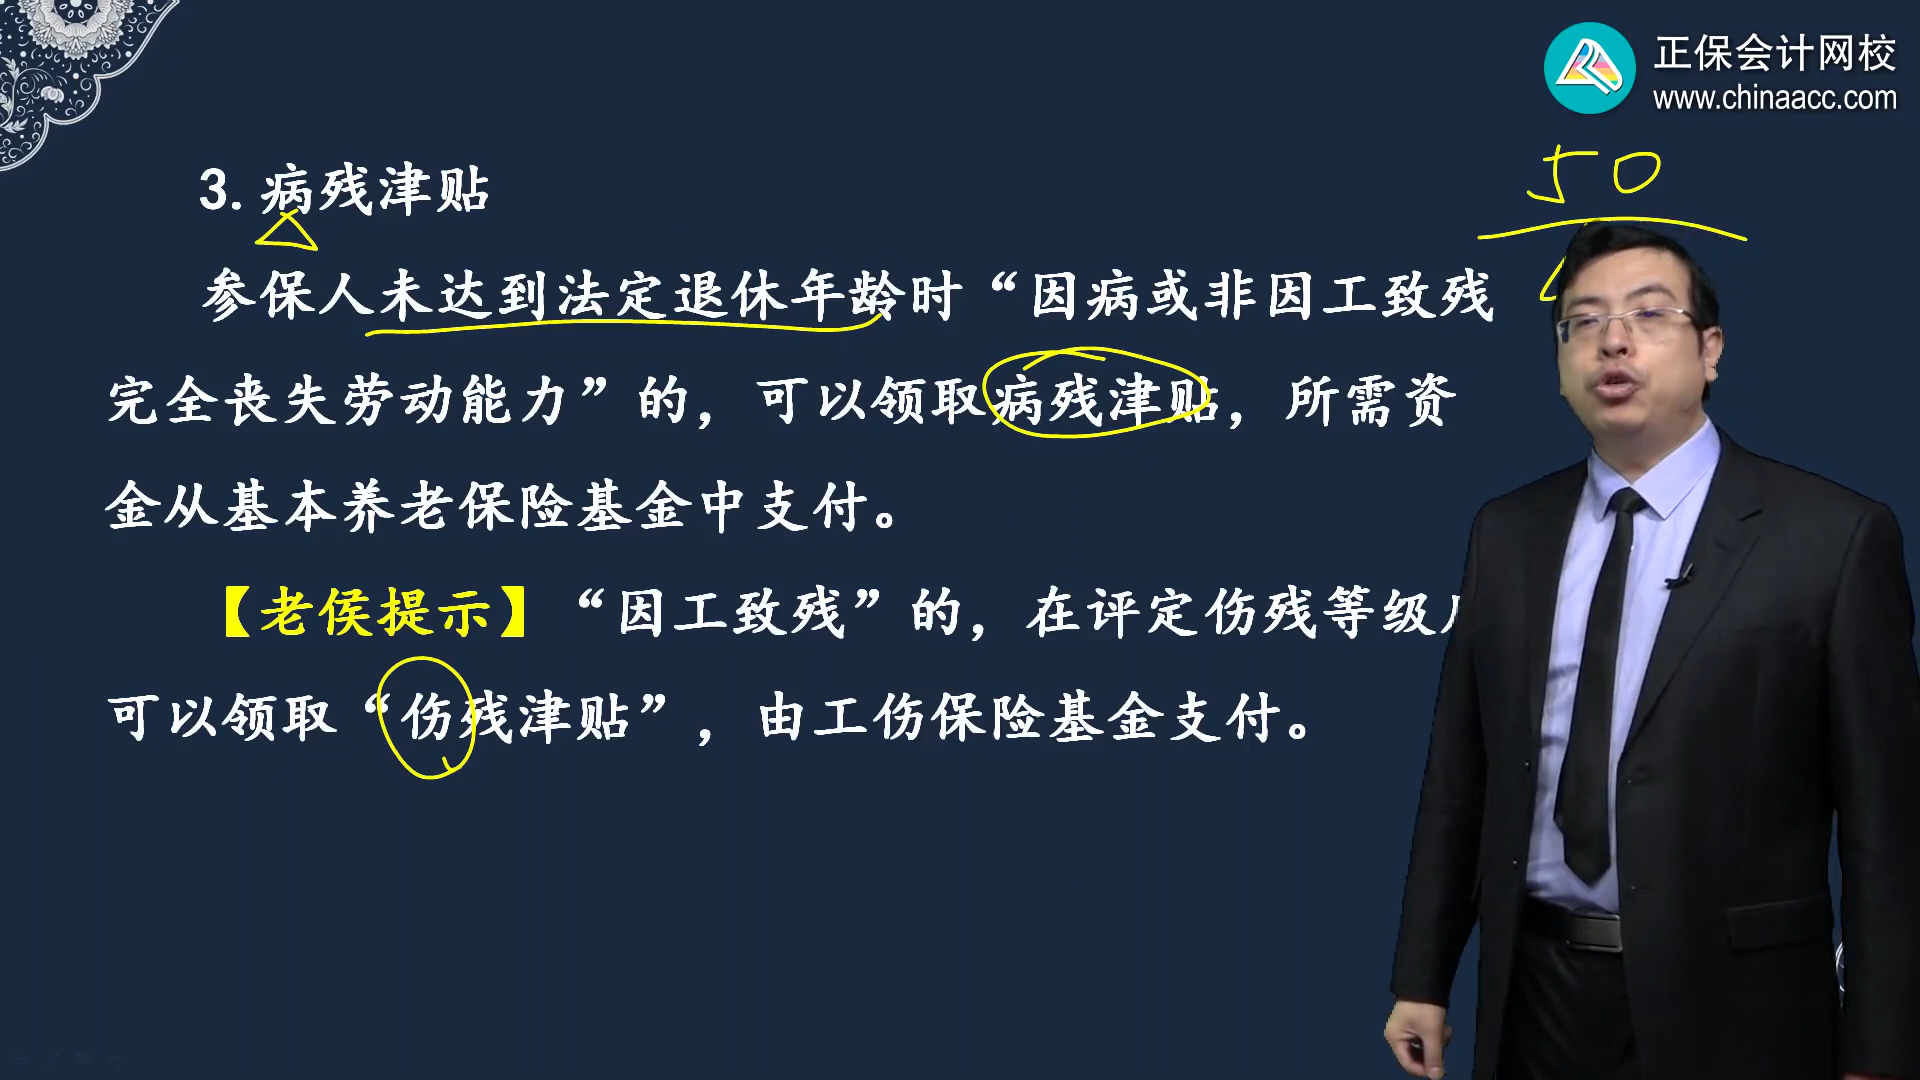 正保会计网校
www.chinaacc.com
50
3. 病残津贴
参保人未达到法定退休年龄时“因病或非因工致残
完全丧失劳动能力”的，可以领取病残津贴，所需资
金从基本养老保险基金中支付。
【老侯提示】“因工致残”的，在评定伤残等级
可以领取“伤残津贴”，由工伤保险基金支付。